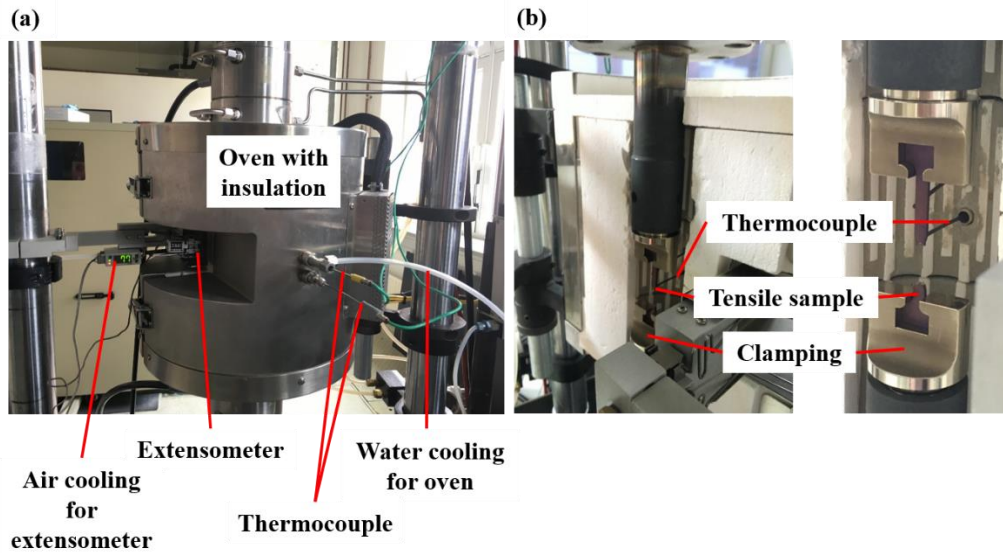 (a)
(b)
Oven with
insulation
Thermocouple
Tensile sample
Clamping
Extensometer
Water cooling
for oven
Air cooling
for
extensometer
Thermocouple